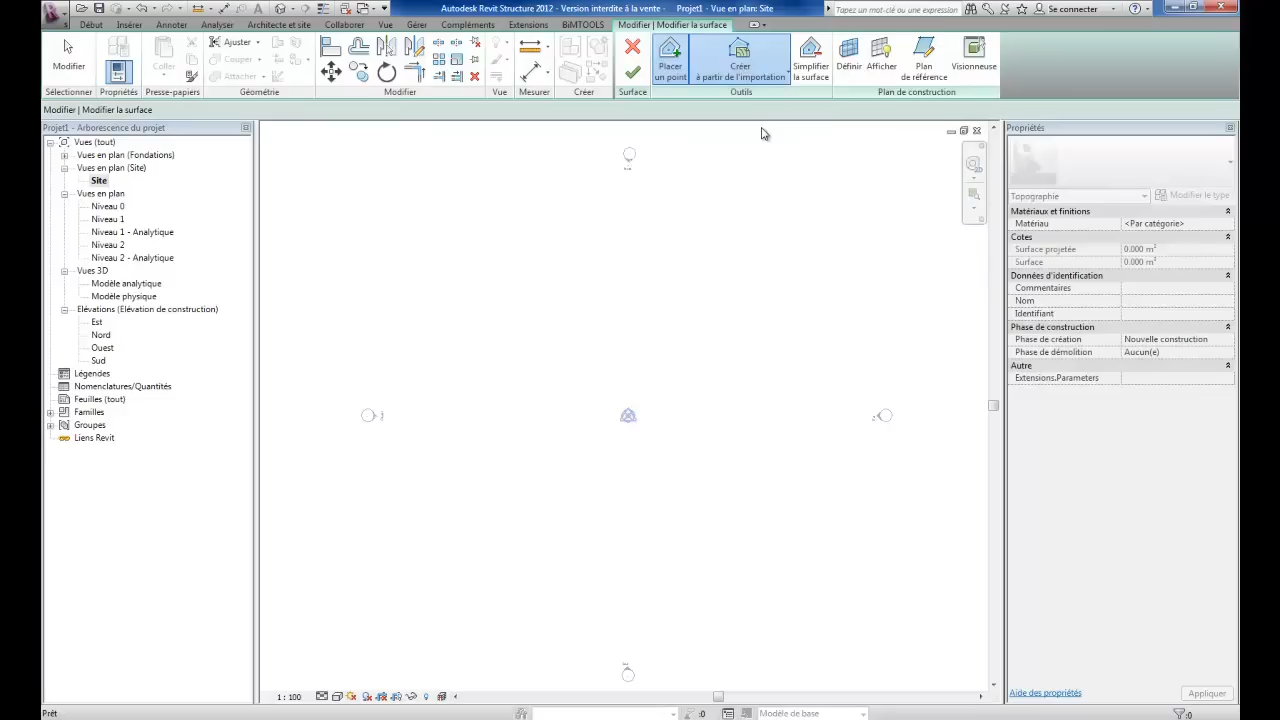 Autodesk Revit Structure 2012 - Version interdite à la vente - Projet1 - Vue en plan: Site
Tapez un mot-clé ou une expression
Se connecter
Début Insérer Annoter Analyser Architecture et site Collaborer Vue Gérer Compléments Extensions BiMTOOLS Modifier | Modifier la surface
Modifier
Coller
Ajuster
Couper
Attacher
Placer un point
Créer à partir de l'importation
Simplifier la surface
Définir
Afficher
Plan de référence
Visionneuse
Sélectionner Propriétés Presse-papiers Géométrie Modifier Vue Mesurer Créer Surface Outils Plan de construction
Modifier | Modifier la surface
Projet1 - Arborescence du projet
Vues (tout)
Vues en plan (Fondations)
Vues en plan (Site)
Site
Vues en plan
Niveau 0
Niveau 1
Niveau 1 - Analytique
Niveau 2
Niveau 2 - Analytique
Vues 3D
Modèle analytique
Modèle physique
Elévations (Elévation de construction)
Est
Nord
Ouest
Sud
Légendes
Nomenclatures/Quantités
Feuilles (tout)
Familles
Groupes
Liens Revit
2D
Propriétés
Topographie
Modifier le type
Matériaux et finitions
Matériau <Par catégorie>
Cotes
Surface projetée 0.000 m²
Surface 0.000 m²
Données d'identification
Commentaires
Nom
Identifiant
Phase de construction
Phase de création Nouvelle construction
Phase de démolition Aucun(e)
Autre
Extensions.Parameters
Aide des propriétés
Appliquer
1 : 100
Prêt
:0
Modèle de base
:0